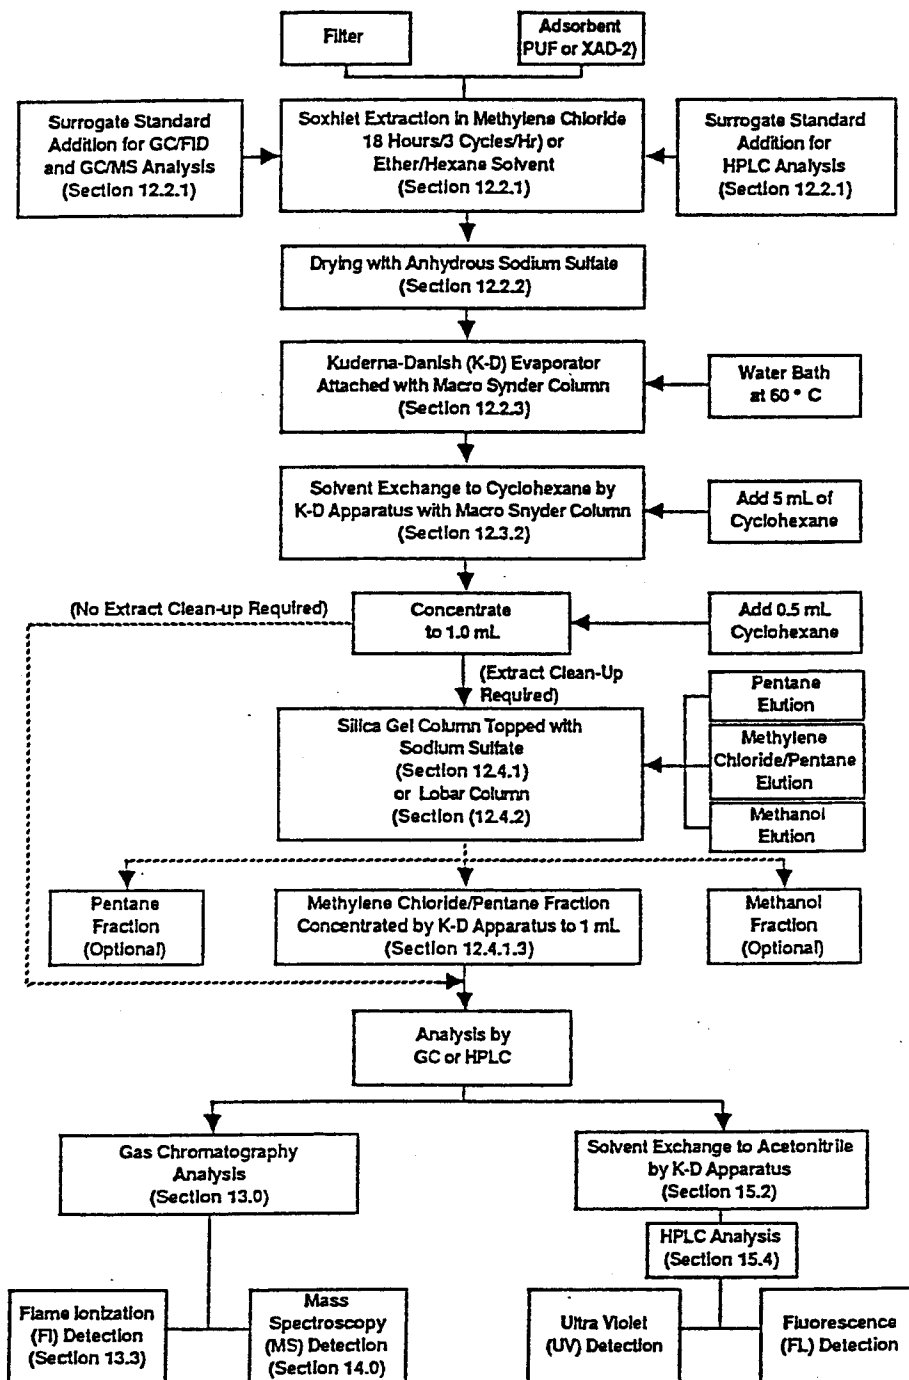 Filter
Adsorbent
PUF or XAD-2)
Surrogate Standard
Addition for GC/FID
and GC/MS Analysis
(Section 12.2.1)
Soxhlet Extraction in Methylene Chloride
18 Hours/3 Cycles/Hr) or
Ether/Hexane Solvent
(Section 12.2.1)
Surrogate Standard
Addition for
HPLC Analysis
(Section 12.2.1)
Drying with Anhydrous Sodium Sulfate
(Section 12.2.2)
Kuderna-Danish (K-D) Evaporator
Attached with Macro Synder Column
(Section 12.2.3)
Water Bath
at 60° C
Solvent Exchange to Cyclohexane by
K-D Apparatus with Macro Snyder Column
(Section 12.3.2)
Add 5 mL of
Cyclohexane
(No Extract Clean-up Required)
Concentrate
to 1.0 mL
Add 0.5 mL
Cyclohexane
(Extract Clean-Up
Required)
Pentane
Elution
Silica Gel Column Topped with
Sodium Sulfate
(Section 12.4.1)
or Lobar Column
(Section (12.4.2)
Methylene
Chloride/Pentane
Elution
Methanol
Elution
Pentane
Fraction
(Optional)
Methylene Chloride/Pentane Fraction
Concentrated by K-D Apparatus to 1 mL
(Section 12.4.1.3)
Methanol
Fraction
(Optional)
Analysis by
GC or HPLC
Gas Chromatography
Analysis
(Section 13.0)
Solvent Exchange to Acetonitrile
by K-D Apparatus
(Section 15.2)
HPLC Analysis
(Section 15.4)
Flame Ionization
(FI) Detection
(Section 13.3)
Mass
Spectroscopy
(MS) Detection
(Section 14.0)
Ultra Violet
(UV) Detection
Fluorescence
(FL) Detection